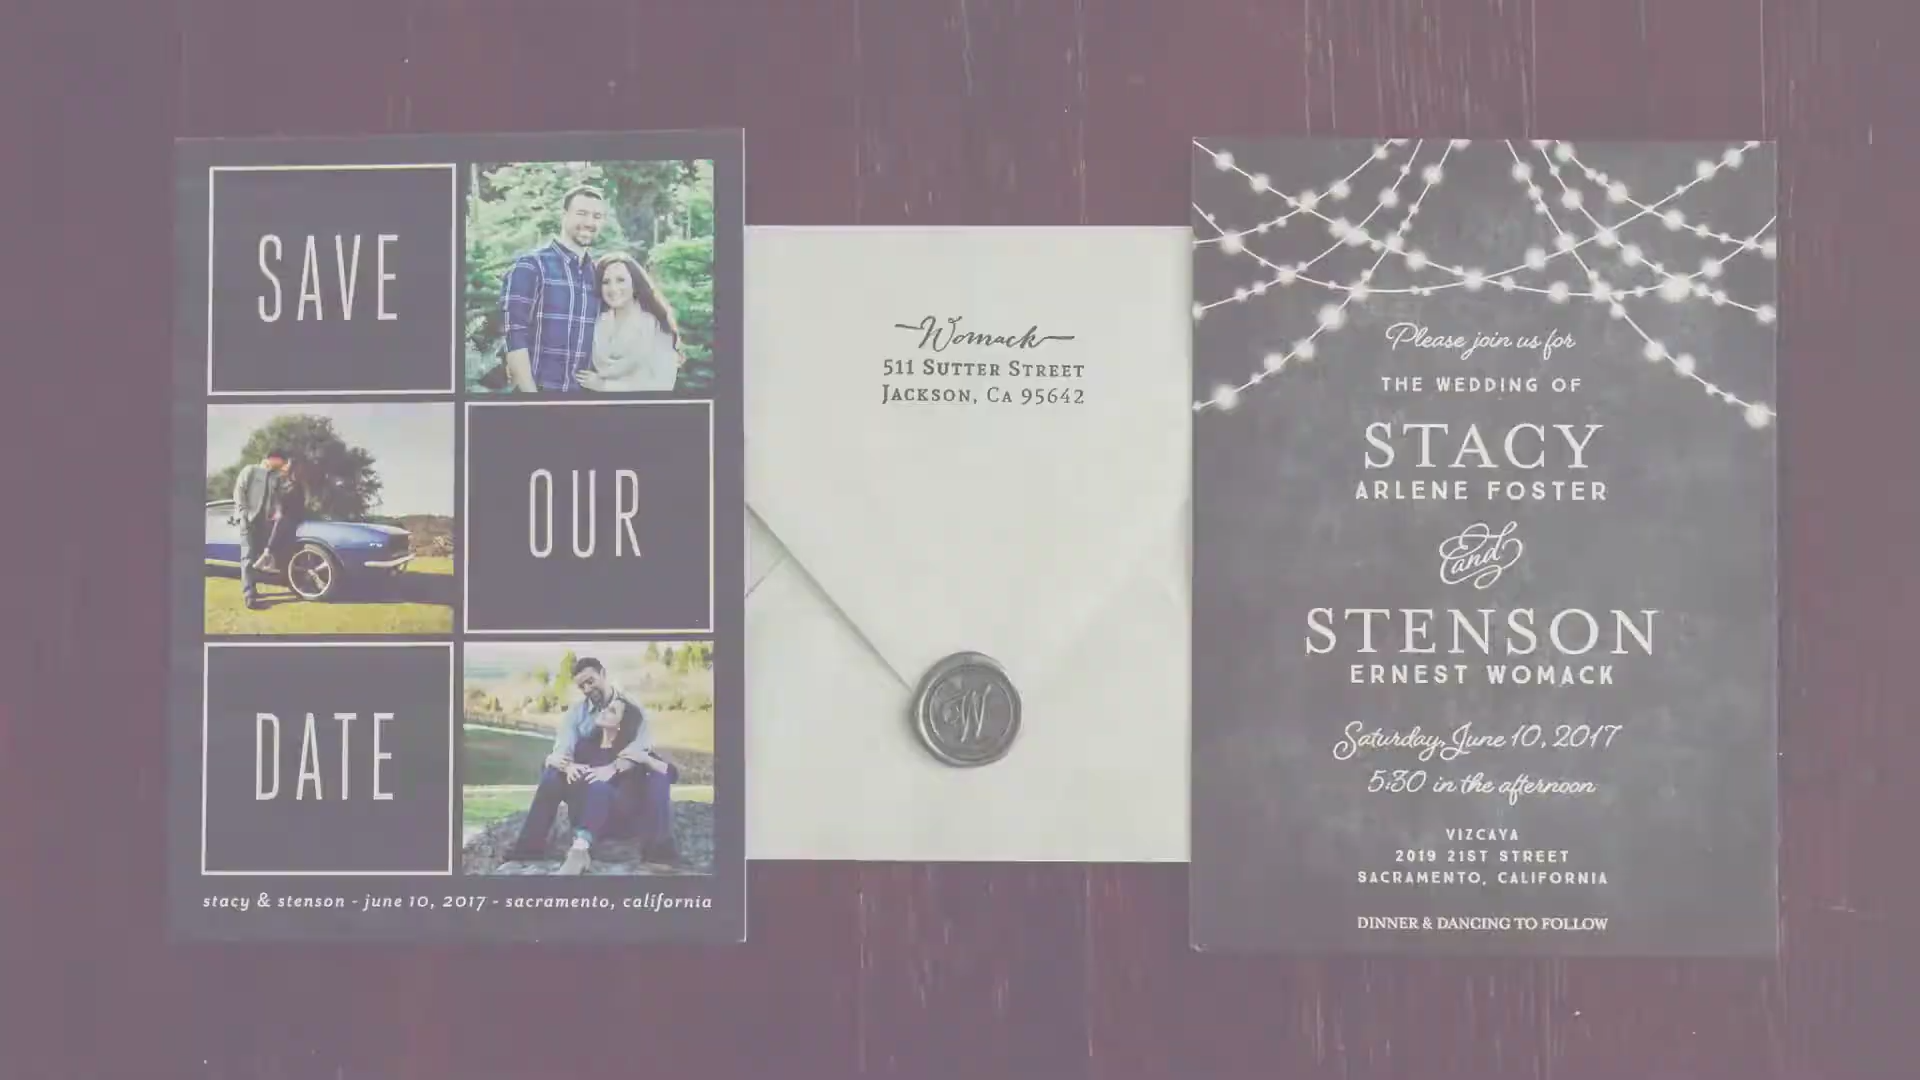 SAVE
OUR
DATE
stacy & stenson - june 10, 2017 - sacramento, california
Womack
511 SUTTER STREET
JACKSON, CA 95642
W
Please join us for
THE WEDDING OF
STACY
ARLENE FOSTER
and
STENSON
ERNEST WOMACK
Saturday, June 10, 2017
5:30 in the afternoon
VIZCAYA
2019 21ST STREET
SACRAMENTO, CALIFORNIA
DINNER & DANCING TO FOLLOW